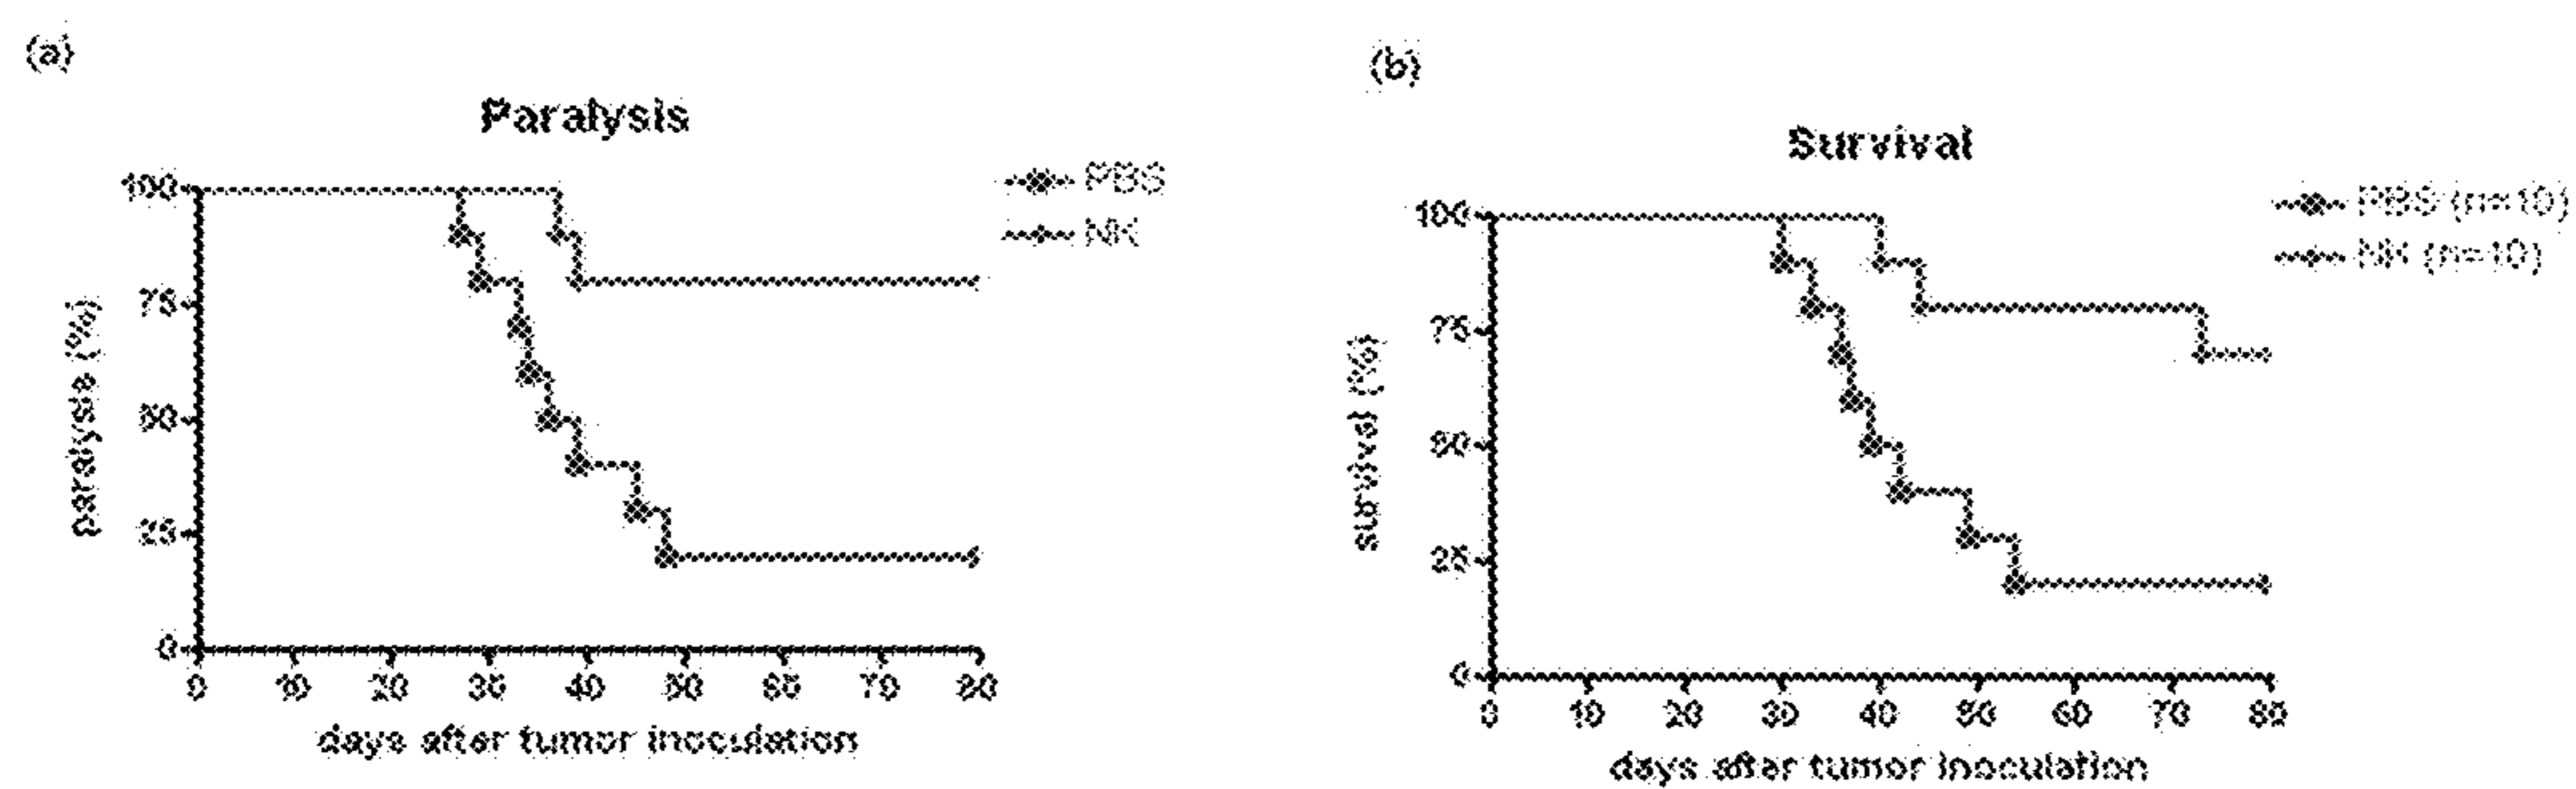 (a)
Paralysis
100
75
50
25
0
paralysis (%)
0 10 20 30 40 50 60 70 80
days after tumor inoculation
PBS
NK
(b)
Survival
100
75
50
25
0
survival (%)
0 10 20 30 40 50 60 70 80
days after tumor inoculation
PBS (n=10)
NK (n=10)